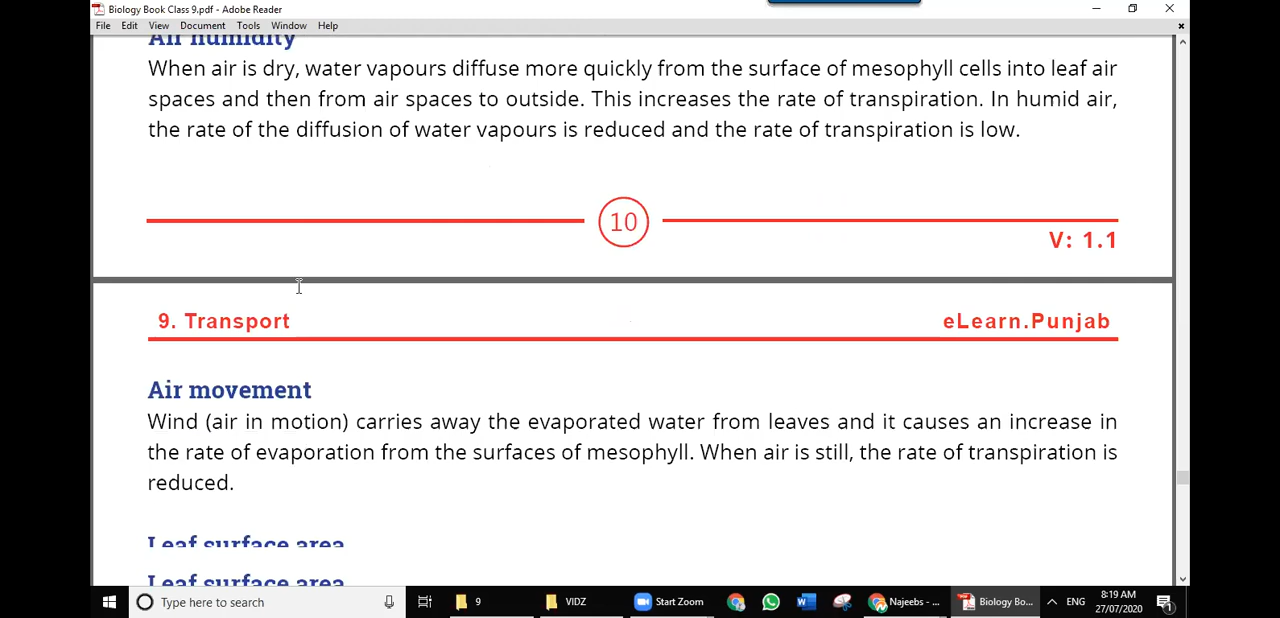 Biology Book Class 9.pdf - Adobe Reader
File Edit View Document Tools Window Help
Air humidity
When air is dry, water vapours diffuse more quickly from the surface of mesophyll cells into leaf air
spaces and then from air spaces to outside. This increases the rate of transpiration. In humid air,
the rate of the diffusion of water vapours is reduced and the rate of transpiration is low.
10
V: 1.1
9. Transport eLearn.Punjab
Air movement
Wind (air in motion) carries away the evaporated water from leaves and it causes an increase in
the rate of evaporation from the surfaces of mesophyll. When air is still, the rate of transpiration is
reduced.
Leaf surface area
Leaf surface area
Type here to search 9 VIDZ Start Zoom Najeebs - ... Biology Bo... ENG 8:19 AM
27/07/2020
1